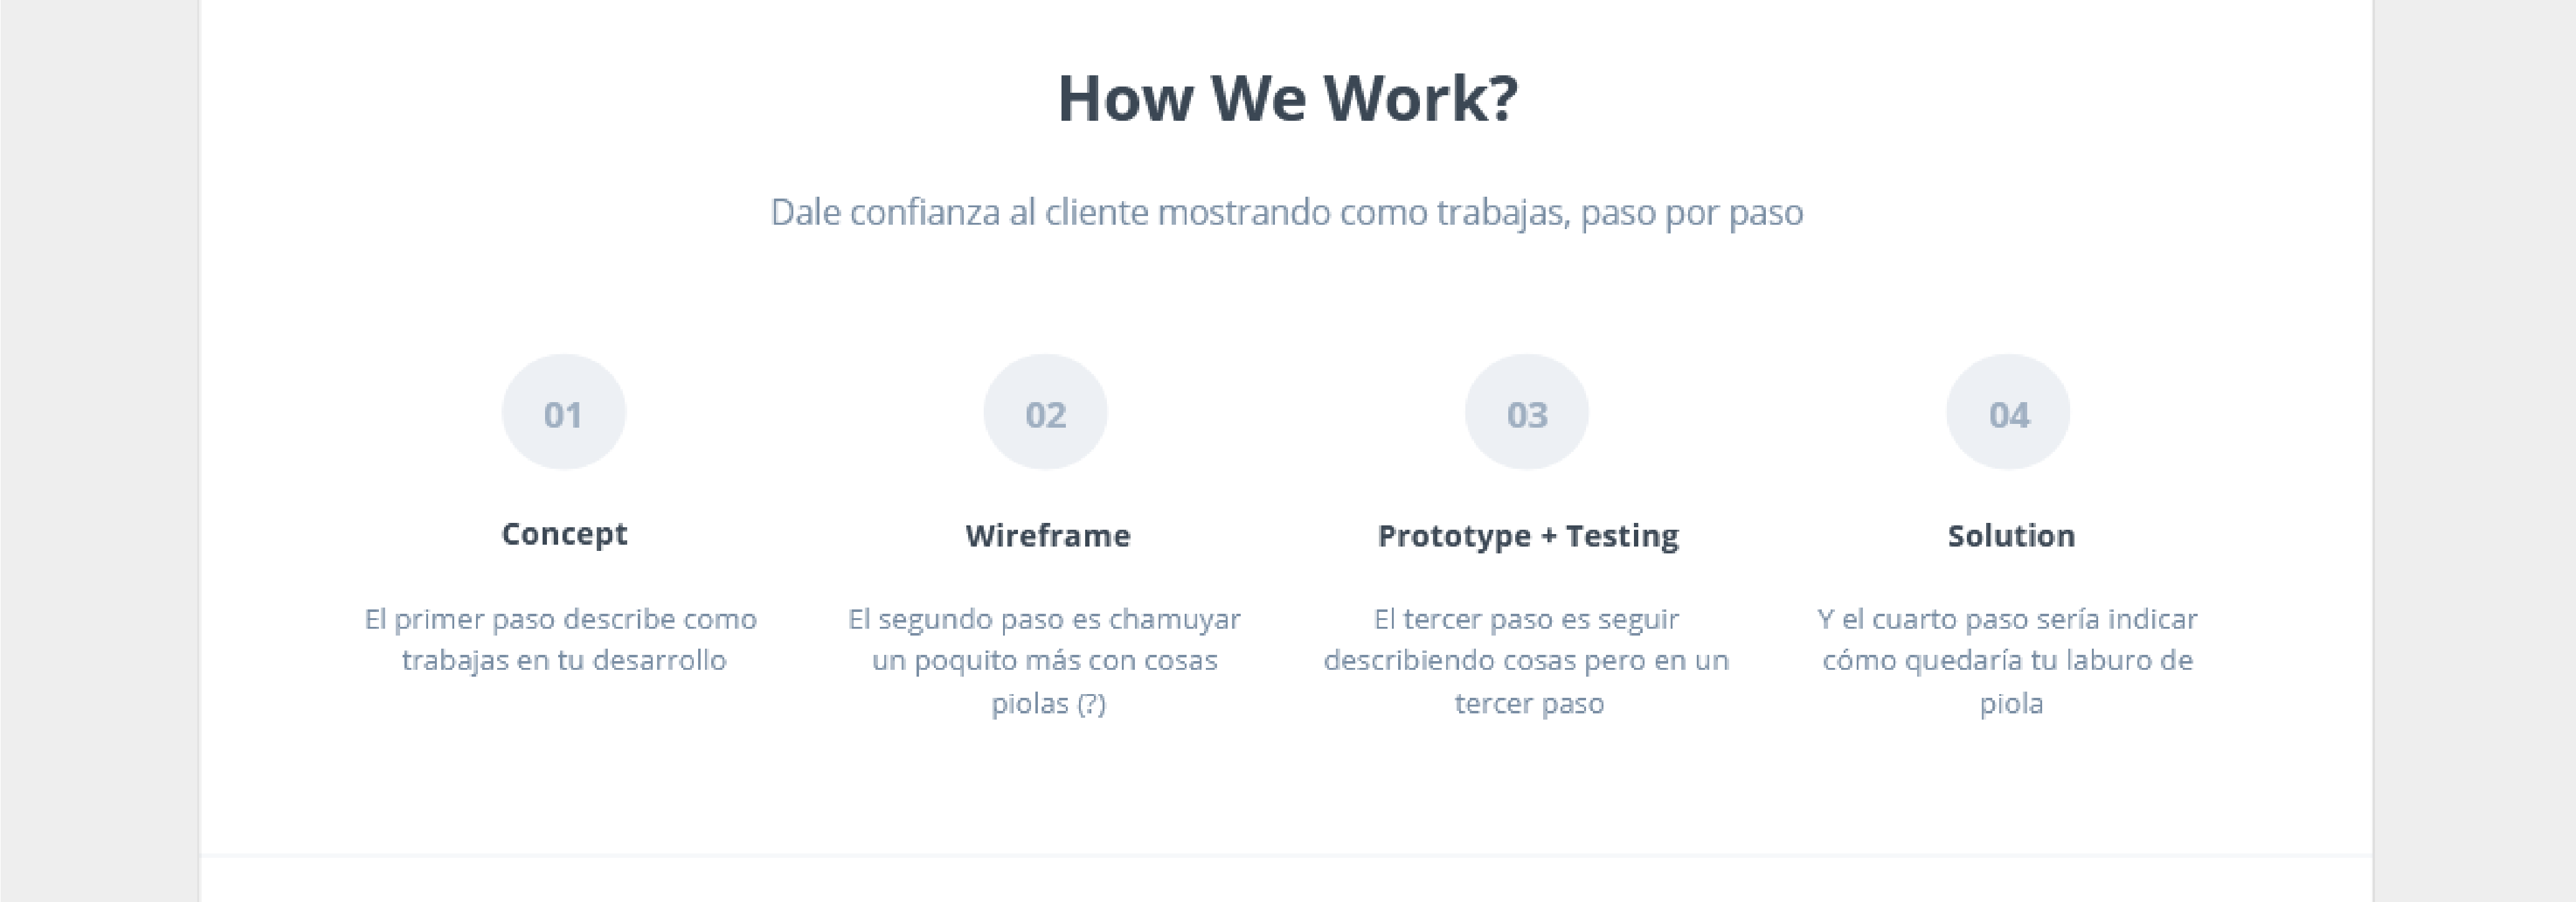 How We Work?
Dale confianza al cliente mostrando como trabajas, paso por paso
01
Concept
El primer paso describe como
trabajas en tu desarrollo
02
Wireframe
El segundo paso es chamuyar
un poquito más con cosas
piolas (?)
03
Prototype + Testing
El tercer paso es seguir
describiendo cosas pero en un
tercer paso
04
Solution
Y el cuarto paso sería indicar
cómo quedaría tu laburo de
piola